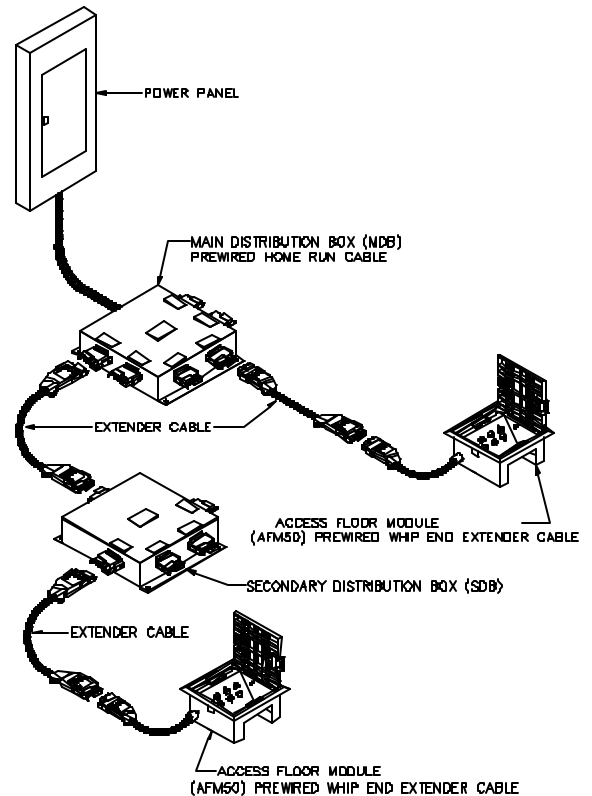 POWER PANEL
MAIN DISTRIBUTION BOX (MDB)
PREWIRED HOME RUN CABLE
EXTENDER CABLE
ACCESS FLOOR MODULE
(AFM50) PREWIRED WHIP END EXTENDER CABLE
SECONDARY DISTRIBUTION BOX (SDB)
EXTENDER CABLE
ACCESS FLOOR MODULE
(AFM50) PREWIRED WHIP END EXTENDER CABLE